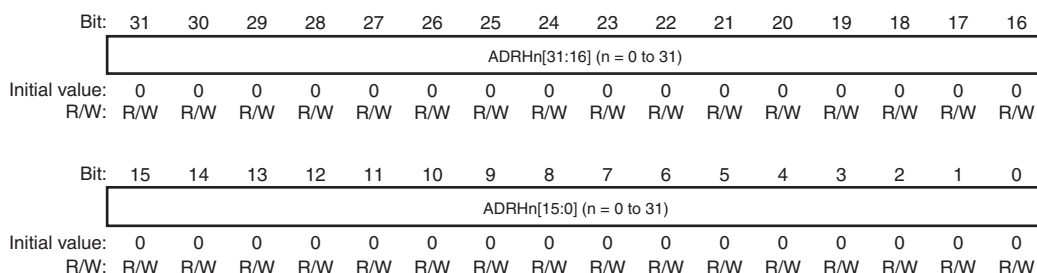 Bit: 31 30 29 28 27 26 25 24 23 22 21 20 19 18 17 16
ADRHn[31:16] (n = 0 to 31)
Initial value: 0 0 0 0 0 0 0 0 0 0 0 0 0 0 0 0
R/W: R/W R/W R/W R/W R/W R/W R/W R/W R/W R/W R/W R/W R/W R/W R/W R/W
Bit: 15 14 13 12 11 10 9 8 7 6 5 4 3 2 1 0
ADRHn[15:0] (n = 0 to 31)
Initial value: 0 0 0 0 0 0 0 0 0 0 0 0 0 0 0 0
R/W: R/W R/W R/W R/W R/W R/W R/W R/W R/W R/W R/W R/W R/W R/W R/W R/W